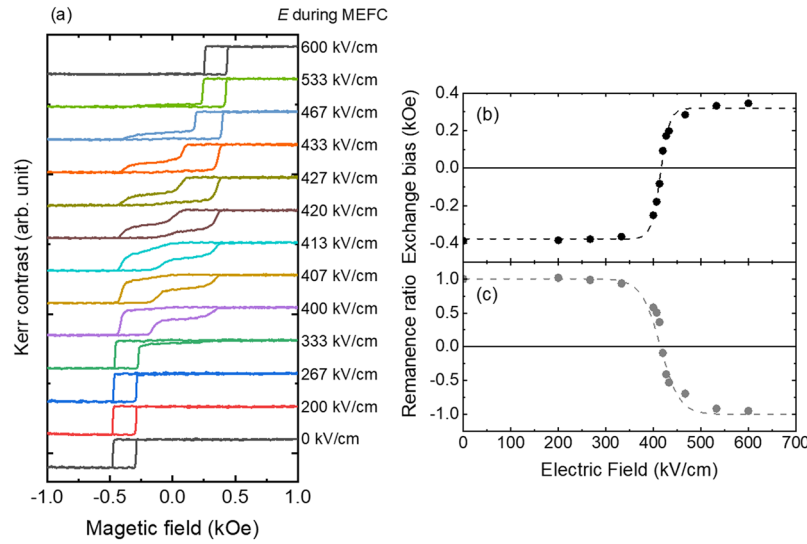 (a)
E during MEFC
600 kV/cm
533 kV/cm
467 kV/cm
433 kV/cm
427 kV/cm
420 kV/cm
413 kV/cm
407 kV/cm
400 kV/cm
333 kV/cm
267 kV/cm
200 kV/cm
0 kV/cm
Kerr contrast (arb. unit)
-1.0 -0.5 0.0 0.5 1.0
Magetic field (kOe)
(b)
Exchange bias (kOe)
0.4
0.0
-0.4
(c)
Remanence ratio
1.0
0.5
0.0
-0.5
-1.0
0 100 200 300 400 500 600 700
Electric Field (kV/cm)